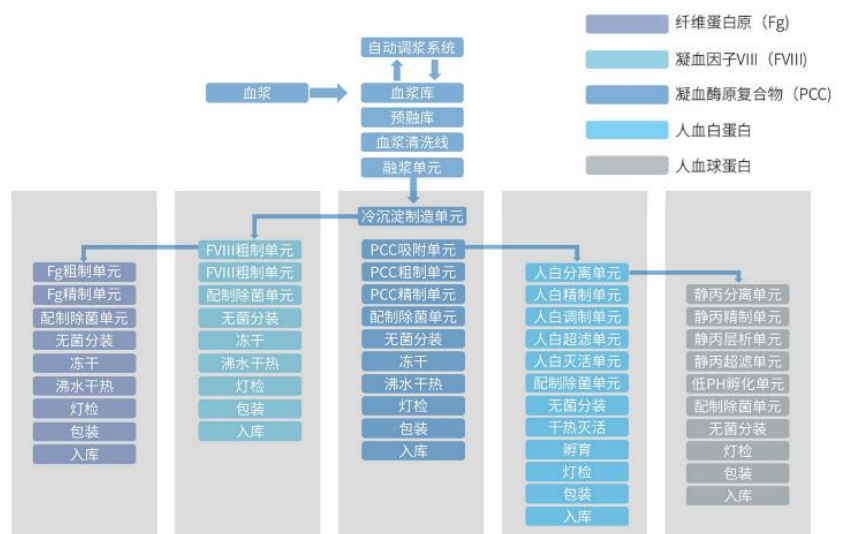 纤维蛋白原（Fg）
凝血因子VIII（FVIII）
凝血酶原复合物（PCC）
人血白蛋白
人血球蛋白
自动调浆系统
血浆
血浆库
预融库
血浆清洗线
融浆单元
冷沉淀制造单元
Fg粗制单元
Fg精制单元
配制除菌单元
无菌分装
冻干
沸水干热
灯检
包装
入库
FVIII粗制单元
FVIII粗制单元
配制除菌单元
无菌分装
冻干
沸水干热
灯检
包装
入库
PCC吸附单元
PCC粗制单元
PCC精制单元
配制除菌单元
无菌分装
冻干
沸水干热
灯检
包装
入库
人白分离单元
人白精制单元
人白调制单元
人白超滤单元
人白灭活单元
配制除菌单元
无菌分装
干热灭活
孵育
灯检
包装
入库
静丙分离单元
静丙精制单元
静丙层析单元
静丙超滤单元
低PH孵化单元
配制除菌单元
无菌分装
灯检
包装
入库